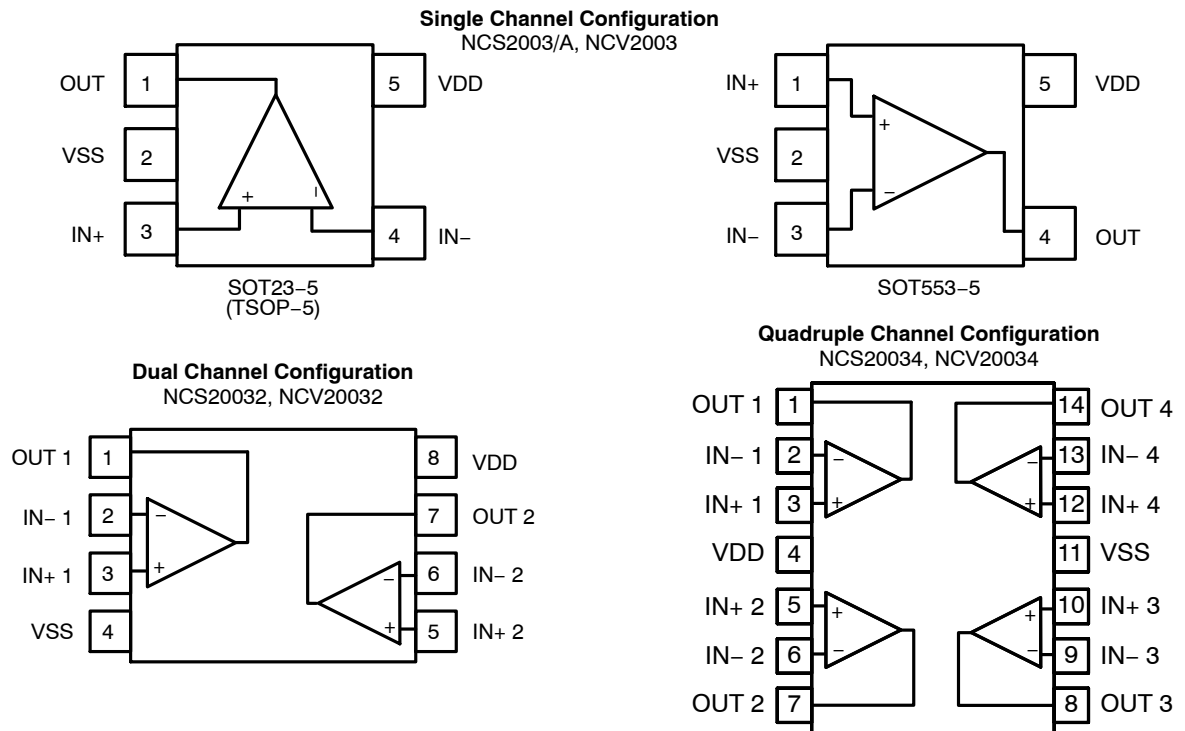 Single Channel Configuration
NCS2003/A, NCV2003
OUT 1 5 VDD
VSS 2
IN+ 3 + − 4 IN−
SOT23−5
(TSOP−5)
IN+ 1 5 VDD
+
VSS 2
−
IN− 3 4 OUT
SOT553−5
Dual Channel Configuration
NCS20032, NCV20032
OUT 1 1 8 VDD
IN− 1 2 − 7 OUT 2
IN+ 1 3 + − 6 IN− 2
VSS 4 + 5 IN+ 2
Quadruple Channel Configuration
NCS20034, NCV20034
OUT 1 1 14 OUT 4
IN− 1 2 − − 13 IN− 4
IN+ 1 3 + + 12 IN+ 4
VDD 4 11 VSS
IN+ 2 5 + + 10 IN+ 3
IN− 2 6 − − 9 IN− 3
OUT 2 7 8 OUT 3